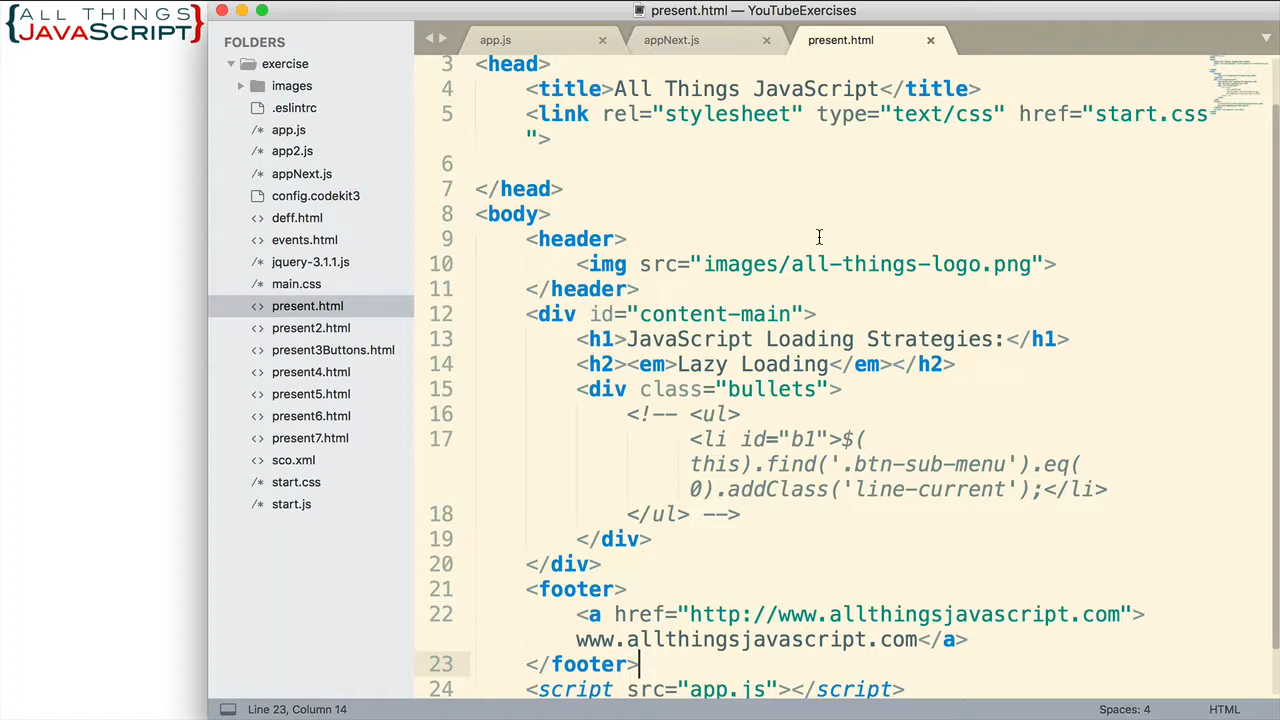 {ALL THINGS
JAVASCRIPT}
present.html — YouTubeExercises
FOLDERS
exercise
images
.eslintrc
app.js
app2.js
appNext.js
config.codekit3
deff.html
events.html
jquery-3.1.1.js
main.css
present.html
present2.html
present3Buttons.html
present4.html
present5.html
present6.html
present7.html
sco.xml
start.css
start.js
app.js
appNext.js
present.html
3 <head>
4 <title>All Things JavaScript</title>
5 <link rel="stylesheet" type="text/css" href="start.css
">
6
7 </head>
8 <body>
9 <header>
10 <img src="images/all-things-logo.png">
11 </header>
12 <div id="content-main">
13 <h1>JavaScript Loading Strategies:</h1>
14 <h2><em>Lazy Loading</em></h2>
15 <div class="bullets">
16 <!-- <ul>
17 <li id="b1">$(
this).find('.btn-sub-menu').eq(
0).addClass('line-current');</li>
18 </ul> -->
19 </div>
20 </div>
21 <footer>
22 <a href="http://www.allthingsjavascript.com">
www.allthingsjavascript.com</a>
23 </footer>
24 <script src="app.js"></script>
Line 23, Column 14
Spaces: 4
HTML